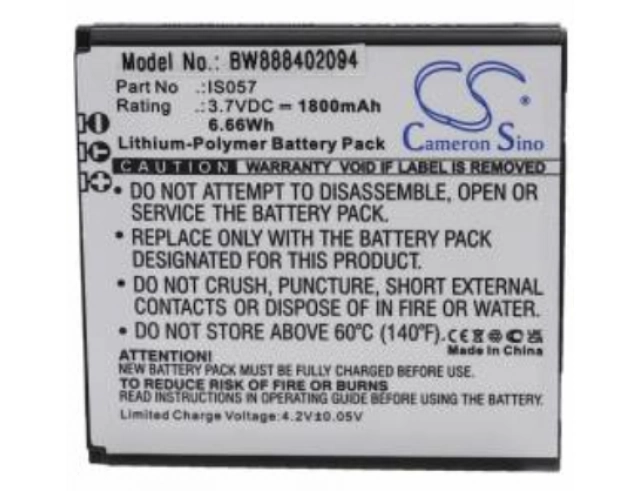 Model No.: BW888402094
Part No .:IS057
Rating .:3.7VDC ⎓ 1800mAh
6.66Wh
Lithium-Polymer Battery Pack
CS
Cameron Sino
CAUTION WARRANTY VOID IF LABEL IS REMOVED
• DO NOT ATTEMPT TO DISASSEMBLE, OPEN OR
SERVICE THE BATTERY PACK.
• REPLACE ONLY WITH THE BATTERY PACK
DESIGNATED FOR THIS EQUIPMENT.
• DO NOT CRUSH, PUNCTURE, SHORT EXTERNAL
CONTACTS, OR DISPOSE OF IN FIRE OR WATER.
• DO NOT STORE ABOVE 60°C (140°F).
CE
Made In China
ATTENTION!
NEW BATTERY PACK MUST BE FULLY CHARGED BEFORE USE
TO REDUCE RISK OF FIRE OR BURNS
READ INSTRUCTIONS IN BATTERY OPERATOR'S MANUAL BEFORE USE.
Limited Charge Voltage:4.2V±0.05V